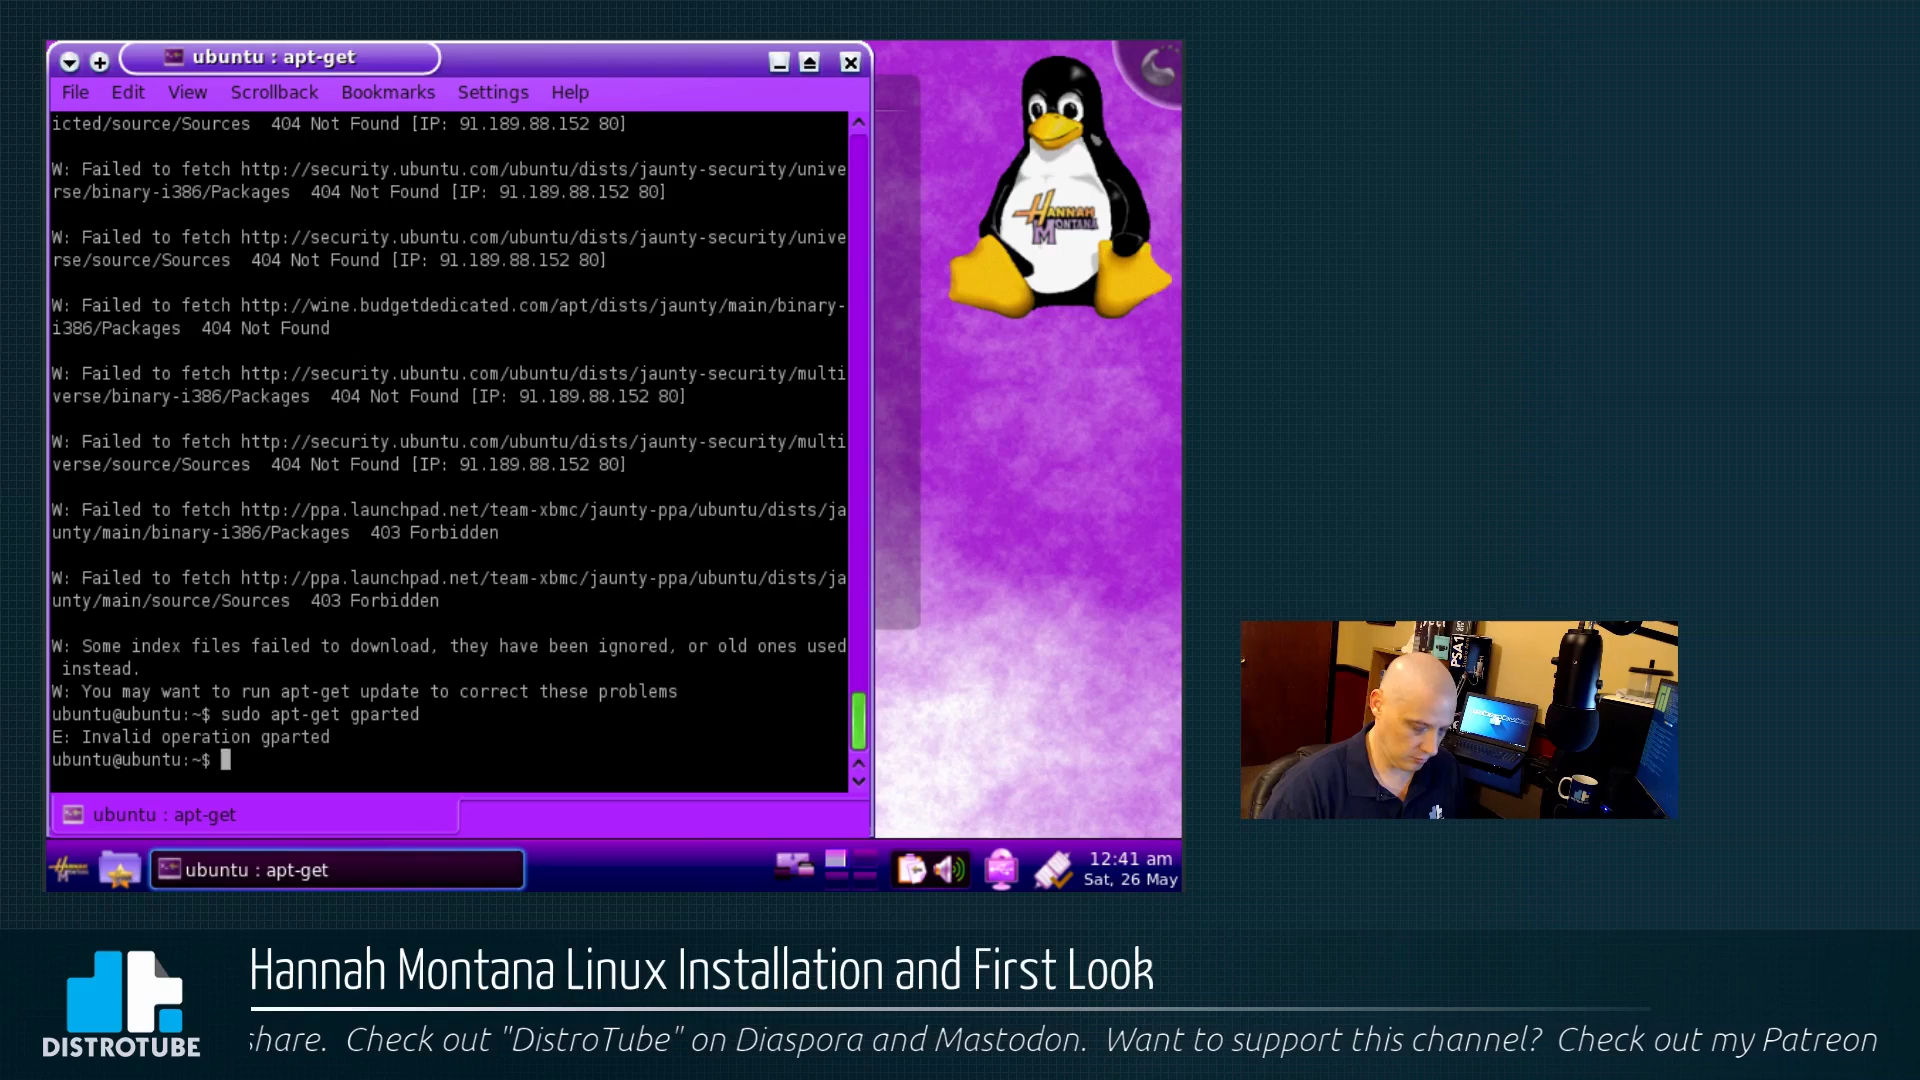 ubuntu : apt-get
File Edit View Scrollback Bookmarks Settings Help
icted/source/Sources  404 Not Found [IP: 91.189.88.152 80]
W: Failed to fetch http://security.ubuntu.com/ubuntu/dists/jaunty-security/unive
rse/binary-i386/Packages  404 Not Found [IP: 91.189.88.152 80]
W: Failed to fetch http://security.ubuntu.com/ubuntu/dists/jaunty-security/unive
rse/source/Sources  404 Not Found [IP: 91.189.88.152 80]
W: Failed to fetch http://wine.budgetdedicated.com/apt/dists/jaunty/main/binary-
i386/Packages  404 Not Found
W: Failed to fetch http://security.ubuntu.com/ubuntu/dists/jaunty-security/multi
verse/binary-i386/Packages  404 Not Found [IP: 91.189.88.152 80]
W: Failed to fetch http://security.ubuntu.com/ubuntu/dists/jaunty-security/multi
verse/source/Sources  404 Not Found [IP: 91.189.88.152 80]
W: Failed to fetch http://ppa.launchpad.net/team-xbmc/jaunty-ppa/ubuntu/dists/ja
unty/main/binary-i386/Packages  403 Forbidden
W: Failed to fetch http://ppa.launchpad.net/team-xbmc/jaunty-ppa/ubuntu/dists/ja
unty/main/source/Sources  403 Forbidden
W: Some index files failed to download, they have been ignored, or old ones used
 instead.
W: You may want to run apt-get update to correct these problems
ubuntu@ubuntu:~$ sudo apt-get gparted
E: Invalid operation gparted
ubuntu@ubuntu:~$
ubuntu : apt-get
Hannah
Montana
Hannah
Montana
ubuntu : apt-get
12:41 am
Sat, 26 May
PSA1
Hannah Montana Linux Installation and First Look
DISTROTUBE
share. Check out "DistroTube" on Diaspora and Mastodon. Want to support this channel? Check out my Patreon